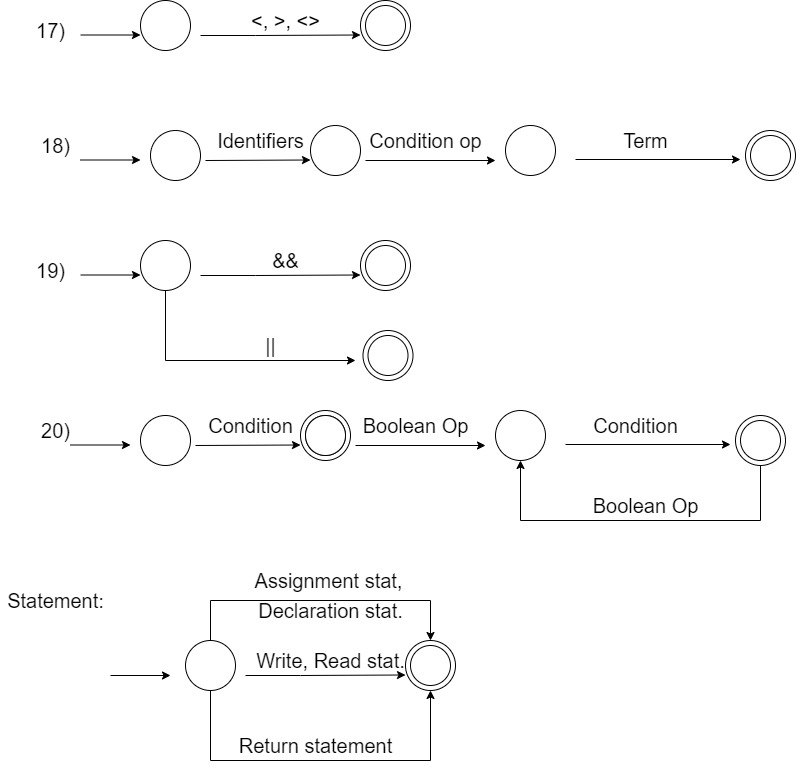 17)
<, >, <>
18)
Identifiers
Condition op
Term
19)
&&
||
20)
Condition
Boolean Op
Condition
Boolean Op
Statement:
Assignment stat,
Declaration stat.
Write, Read stat.
Return statement